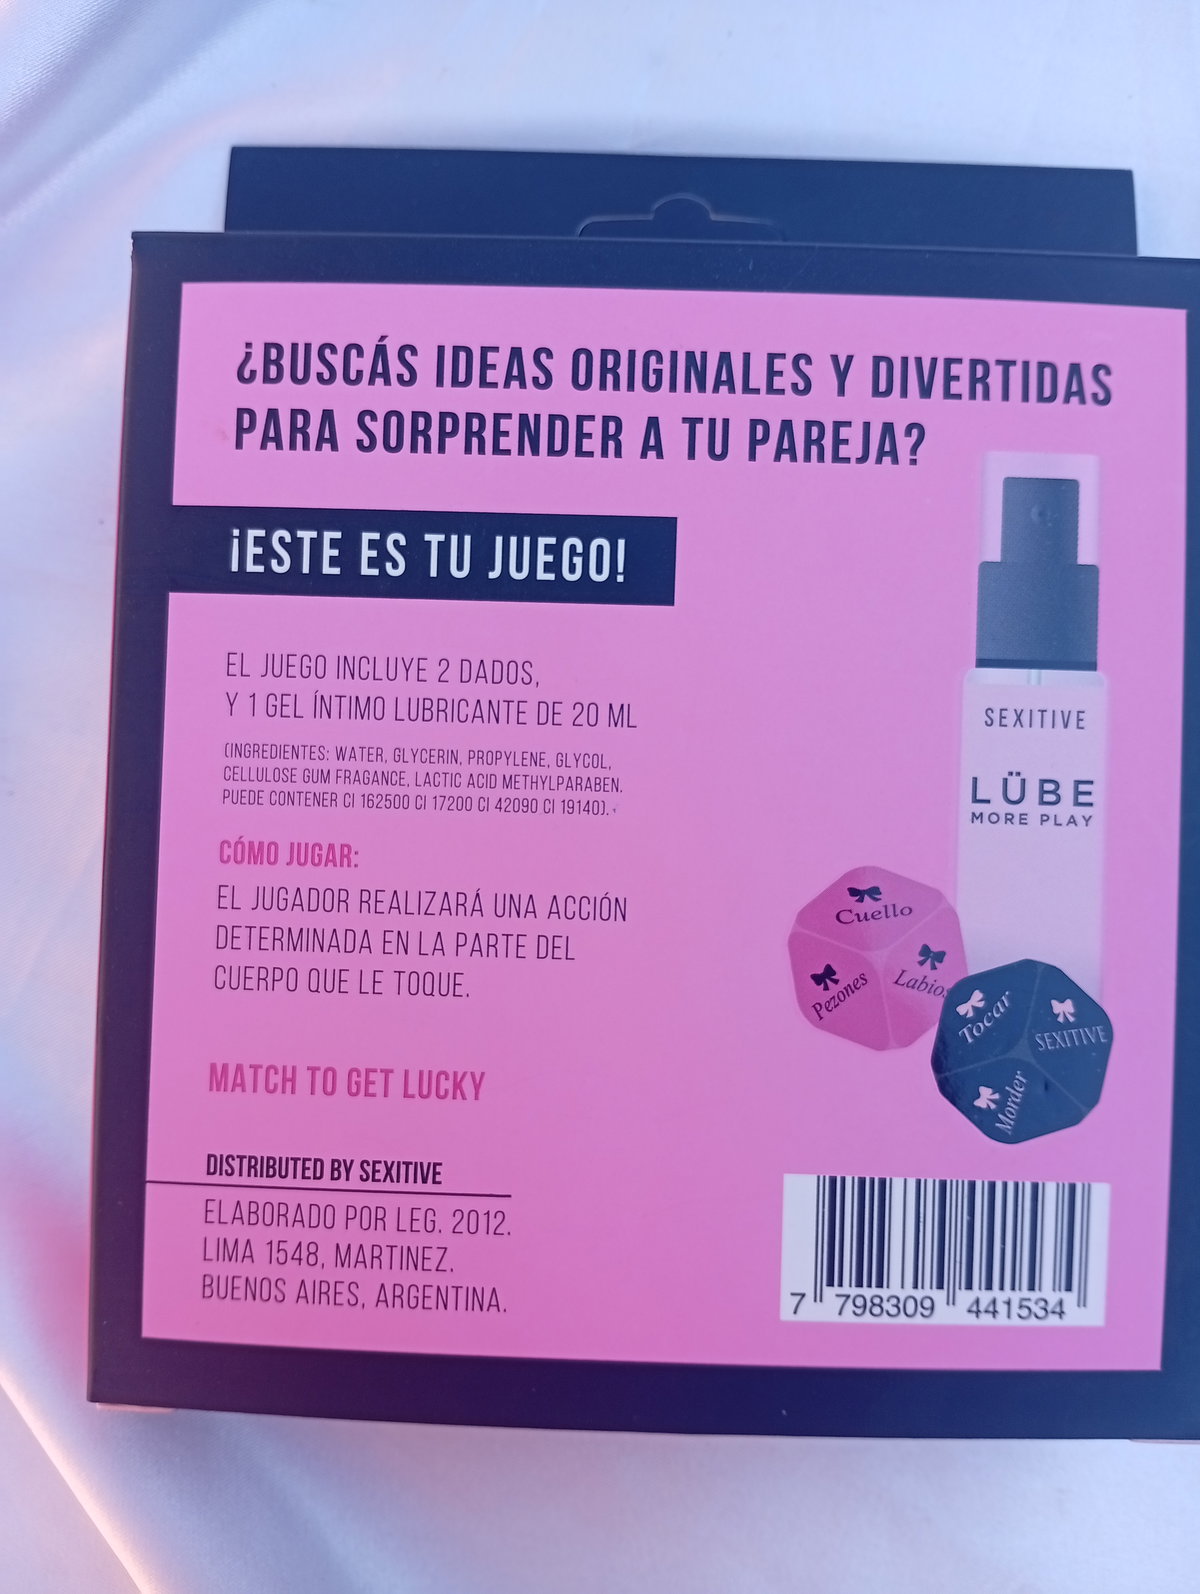 ¿BUSCÁS IDEAS ORIGINALES Y DIVERTIDAS
PARA SORPRENDER A TU PAREJA?
¡ESTE ES TU JUEGO!
EL JUEGO INCLUYE 2 DADOS,
Y 1 GEL ÍNTIMO LUBRICANTE DE 20 ML
(INGREDIENTES: WATER, GLYCERIN, PROPYLENE, GLYCOL,
CELLULOSE GUM FRAGANCE, LACTIC ACID METHYLPARABEN.
PUEDE CONTENER CI 162500 CI 17200 CI 42090 CI 19140).
CÓMO JUGAR:
EL JUGADOR REALIZARÁ UNA ACCIÓN
DETERMINADA EN LA PARTE DEL
CUERPO QUE LE TOQUE.
MATCH TO GET LUCKY
DISTRIBUTED BY SEXITIVE
ELABORADO POR LEG. 2012.
LIMA 1548, MARTINEZ.
BUENOS AIRES, ARGENTINA.
SEXITIVE
LÜBE
MORE PLAY
Cuello
Pezones
Labios
Tocar
SEXITIVE
Morder
7 798309 441534